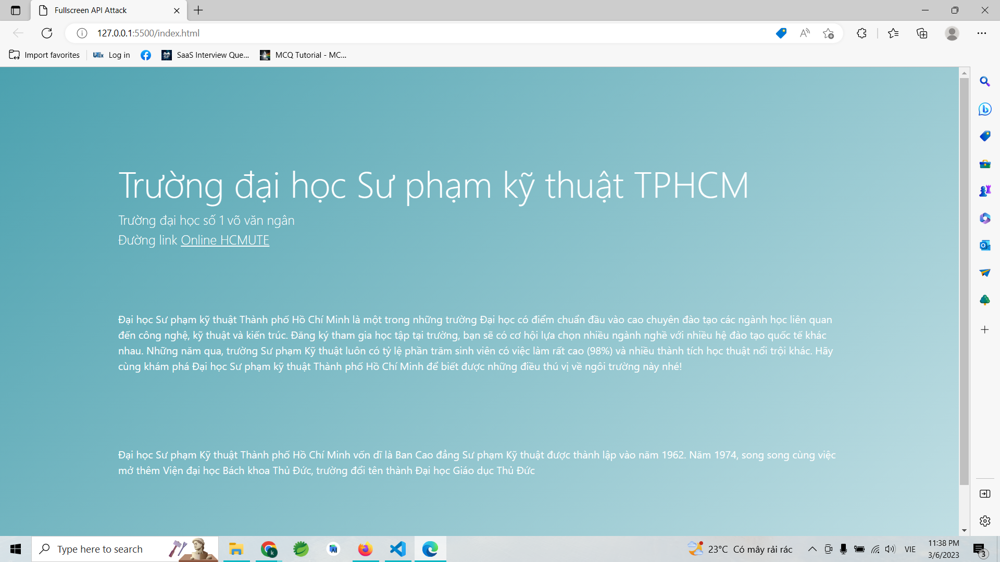 Fullscreen API Attack
127.0.0.1:5500/index.html
Import favorites
UEx Log in
SaaS Interview Que...
MCQ Tutorial - MC...
Trường đại học Sư phạm kỹ thuật TPHCM
Trường đại học số 1 võ văn ngân
Đường link Online HCMUTE
Đại học Sư phạm kỹ thuật Thành phố Hồ Chí Minh là một trong những trường Đại học có điểm chuẩn đầu vào cao chuyên đào tạo các ngành học liên quan
đến công nghệ, kỹ thuật và kiến trúc. Đăng ký tham gia học tập tại trường, bạn sẽ có cơ hội lựa chọn nhiều ngành nghề với nhiều hệ đào tạo quốc tế khác
nhau. Những năm qua, trường Sư phạm Kỹ thuật luôn có tỷ lệ phần trăm sinh viên có việc làm rất cao (98%) và nhiều thành tích học thuật nổi trội khác. Hãy
cùng khám phá Đại học Sư phạm kỹ thuật Thành phố Hồ Chí Minh để biết được những điều thú vị về ngôi trường này nhé!
Đại học Sư phạm Kỹ thuật Thành phố Hồ Chí Minh vốn dĩ là Ban Cao đẳng Sư phạm Kỹ thuật được thành lập vào năm 1962. Năm 1974, song song cùng việc
mở thêm Viện đại học Bách khoa Thủ Đức, trường đổi tên thành Đại học Giáo dục Thủ Đức
Type here to search
k
23°C Có mây rải rác
VIE
11:38 PM
3/6/2023
3